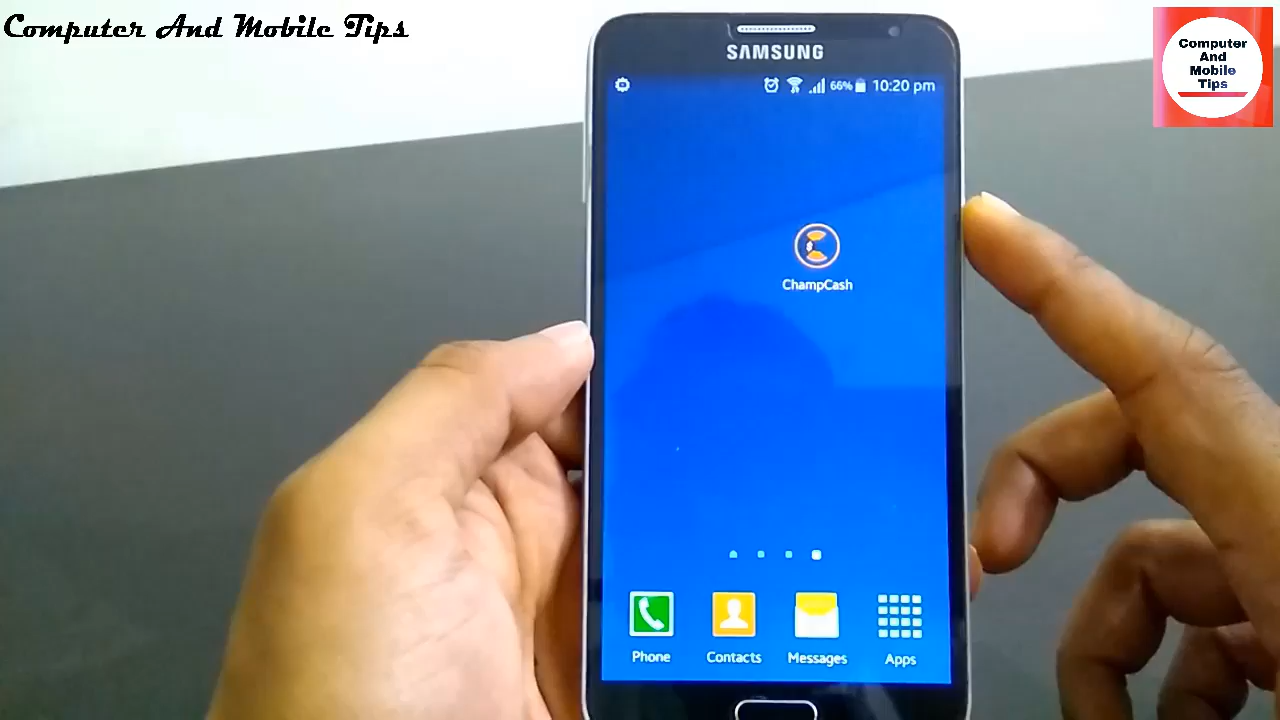 Computer And Mobile Tips
Computer
And
Mobile
Tips
SAMSUNG
66% 10:20 pm
ChampCash
Phone Contacts Messages Apps